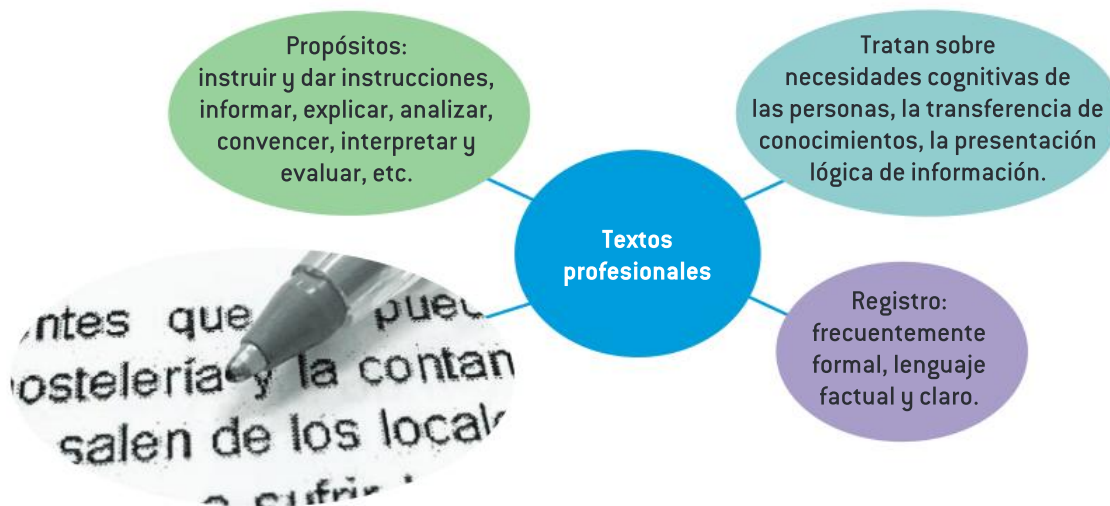 Propósitos:
instruir y dar instrucciones,
informar, explicar, analizar,
convencer, interpretar y
evaluar, etc.
Tratan sobre
necesidades cognitivas de
las personas, la transferencia de
conocimientos, la presentación
lógica de información.
Textos
profesionales
Registro:
frecuentemente
formal, lenguaje
factual y claro.
que
y la
salen de los